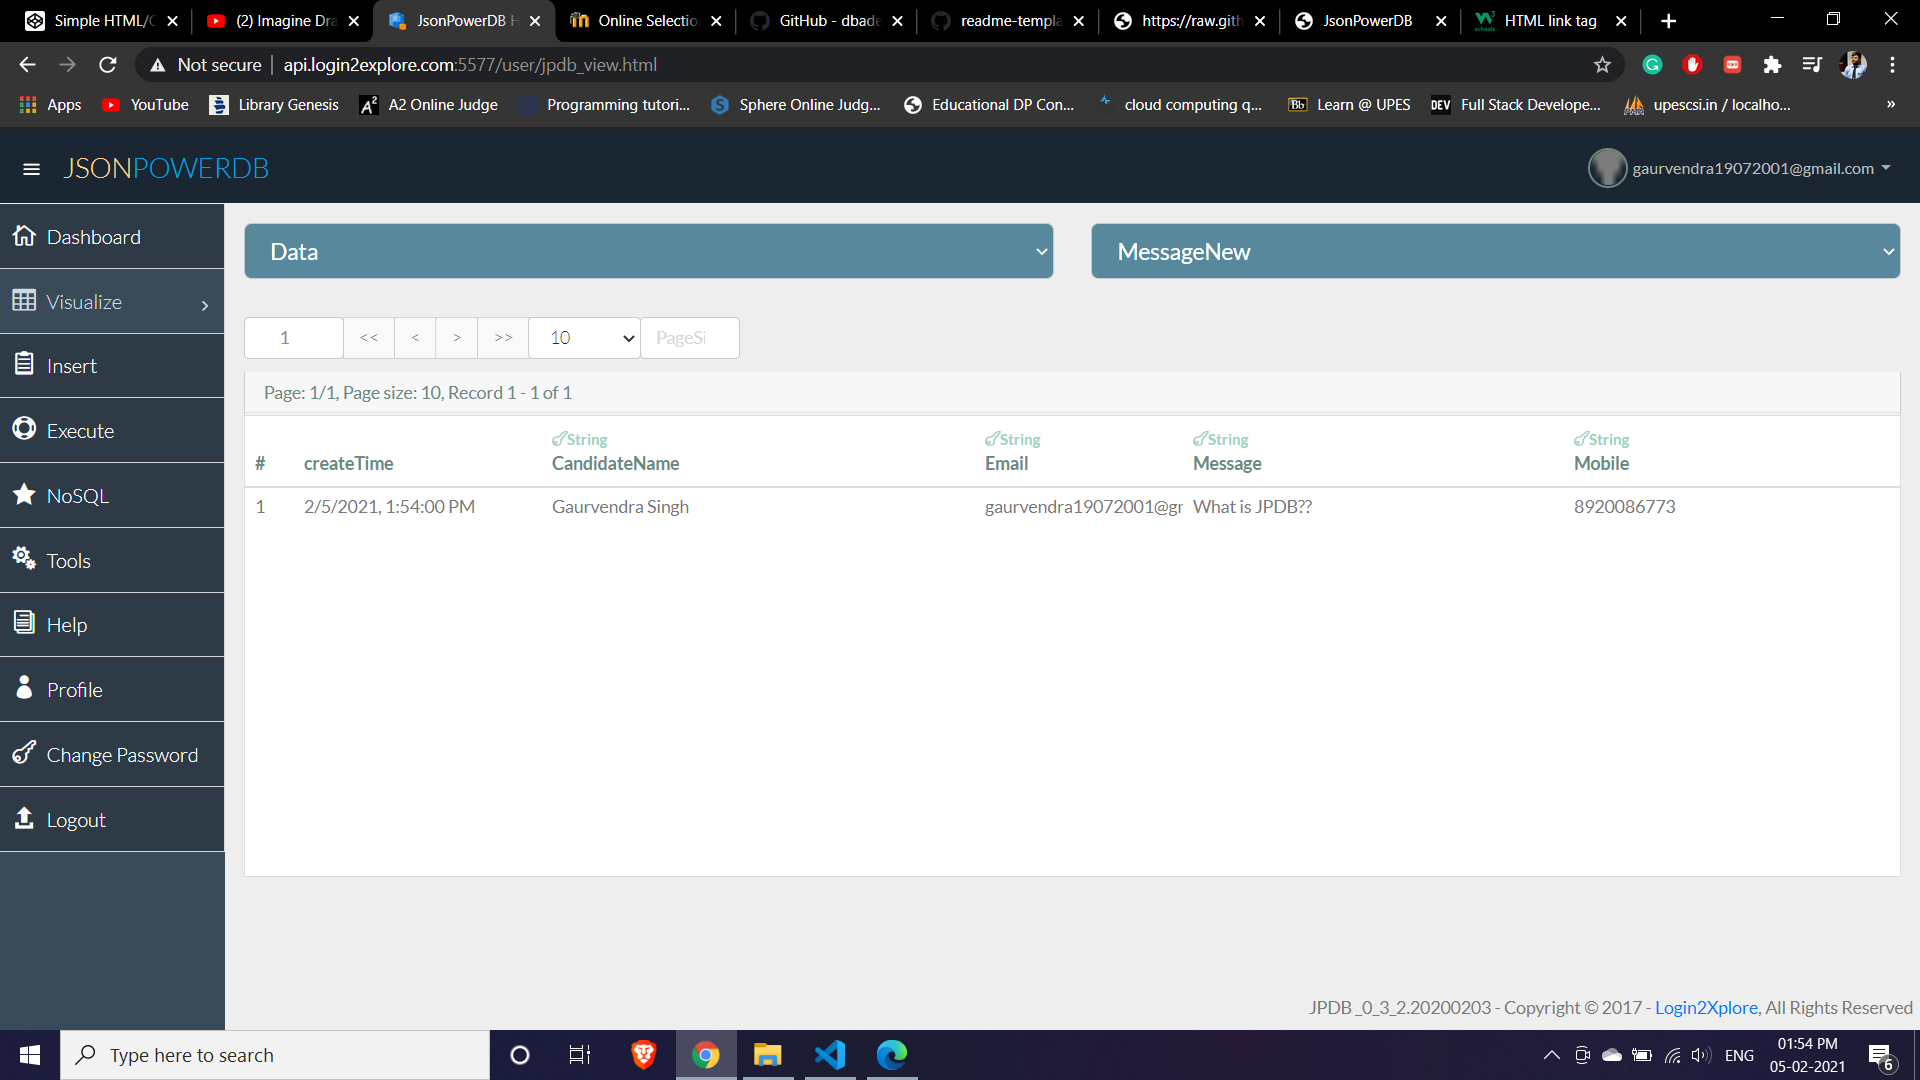 Simple HTML/C
(2) Imagine Dra
JsonPowerDB H
Online Selectio
GitHub - dbade
readme-templa
https://raw.gith
JsonPowerDB
HTML link tag
Not secure
api.login2explore.com:5577/user/jpdb_view.html
Apps
YouTube
Library Genesis
A2 Online Judge
Programming tutori...
Sphere Online Judg...
Educational DP Con...
cloud computing q...
Bb
Learn @ UPES
DEV
Full Stack Develope...
upescsi.in / localho...
»
JSONPOWERDB
gaurvendra19072001@gmail.com
Dashboard
Visualize
Insert
Execute
NoSQL
Tools
Help
Profile
Change Password
Logout
Data
MessageNew
1
<<
<
>
>>
10
PageSi
Page: 1/1, Page size: 10, Record 1 - 1 of 1
String
String
String
String
# createTime CandidateName Email Message Mobile
1 2/5/2021, 1:54:00 PM Gaurvendra Singh gaurvendra19072001@gr What is JPDB?? 8920086773
JPDB_0_3_2.20200203 - Copyright © 2017 - Login2Xplore, All Rights Reserved
Type here to search
ENG
01:54 PM
05-02-2021
6